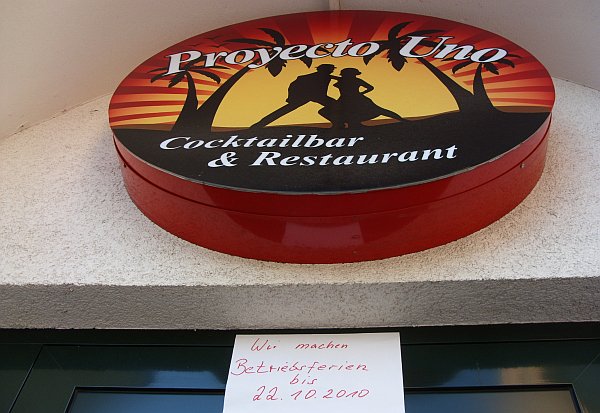 Proyecto Uno
Cocktailbar
& Restaurant
Wir machen
Betriebsferien
bis
22.10.2010